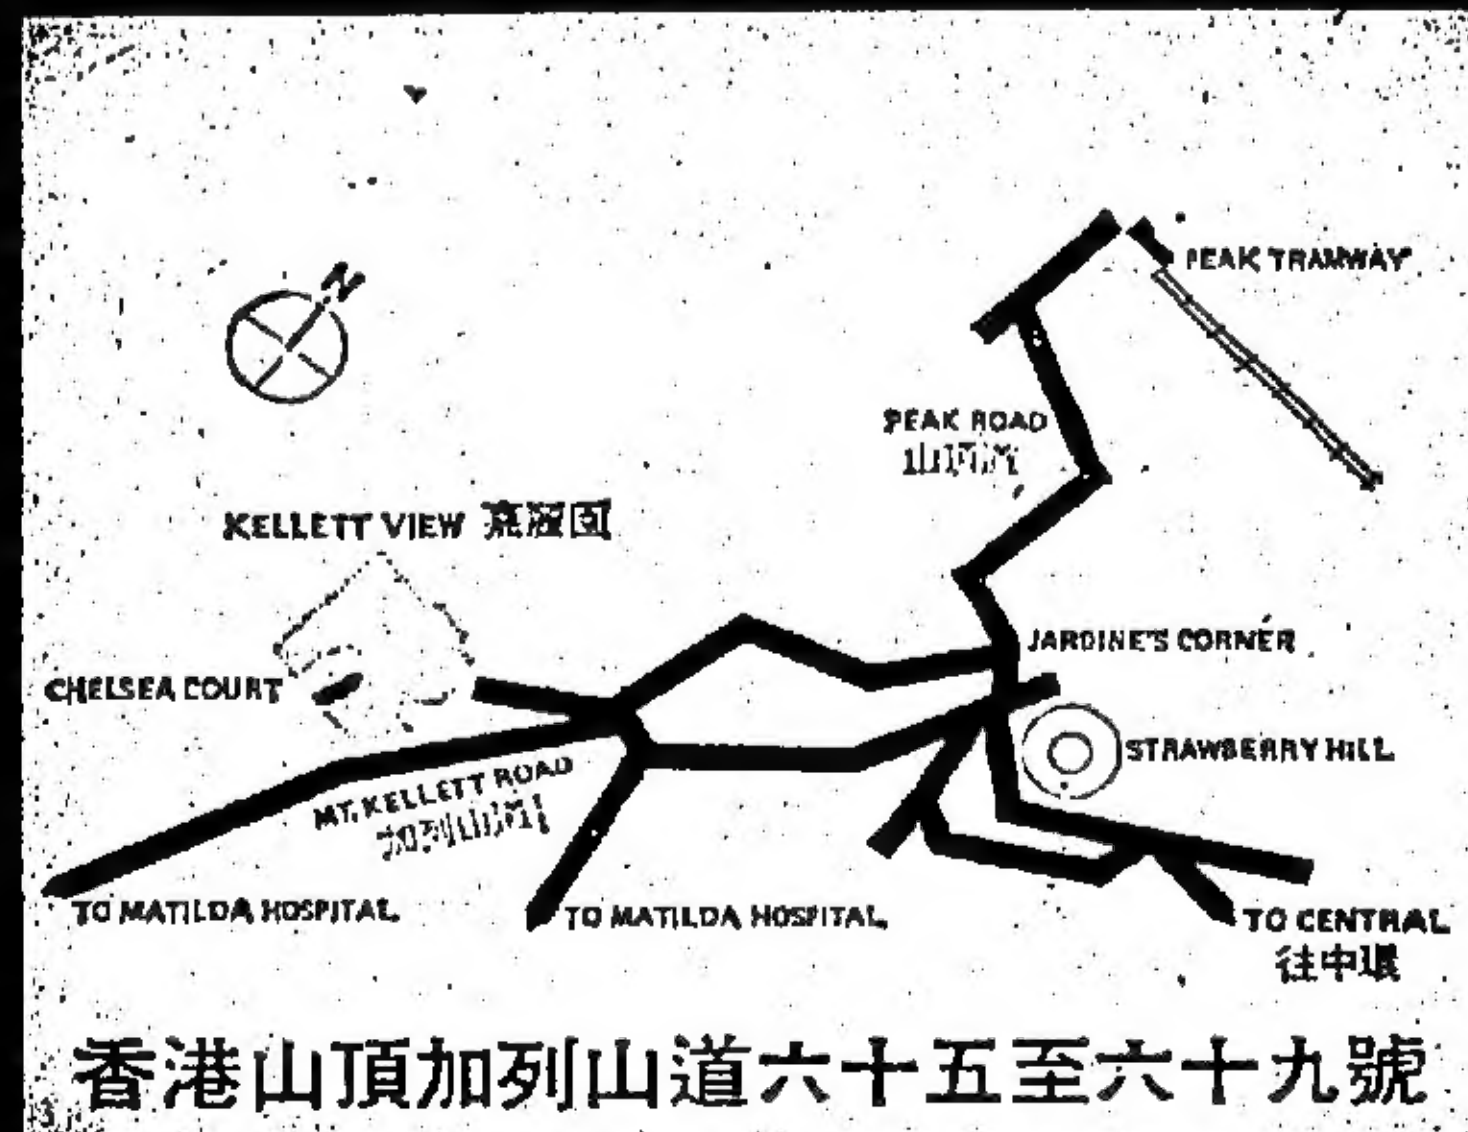 N
PEAK TRAMWAY
PEAK ROAD
山頂道
KELLETT VIEW
CHELSEA COURT
JARDINE'S CORNER
STRAWBERRY HILL
MT. KELLETT ROAD
加列山道
TO MATILDA HOSPITAL
TO MATILDA HOSPITAL
TO CENTRAL
往中環
香港山頂加列山道六十五至六十九號